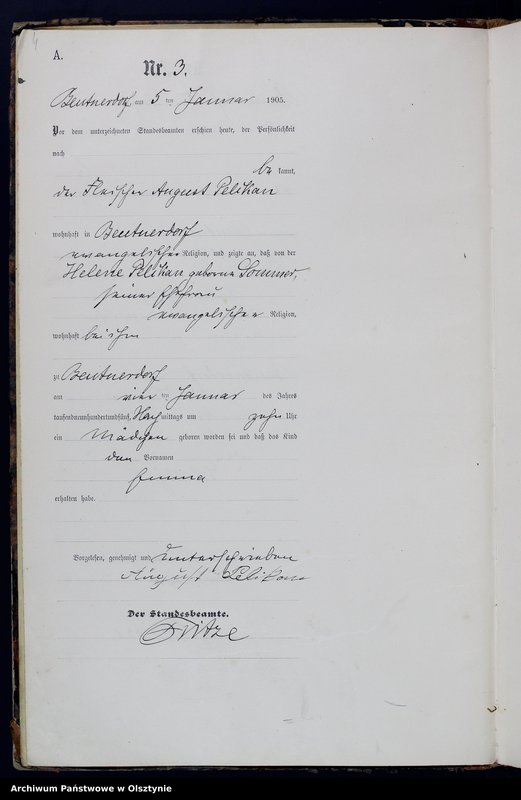 A.
Nr. 3.
Beutnerdorf am 5 ten Januar 1905.
Vor dem unterzeichneten Standesbeamten erschien heute, der Persönlichkeit
nach
be kannt,
der Fleischer August Pelikan
wohnhaft in Beutnerdorf
evangelischer Religion, und zeigte an, daß von der
Helene Pelikan geborene Sommer,
seiner Ehefrau
evangelischer Religion,
wohnhaft bei ihm
zu Beutnerdorf
am vier ten Januar des Jahres
tausendneunhundertundfünf, Nachmittags um zehn Uhr
ein Mädchen geboren worden sei und daß das Kind
den Vornamen
Emma
erhalten habe.
Vorgelesen, genehmigt und unterschrieben
August Pelikan
Der Standesbeamte.
Archiwum Państwowe w Olsztynie